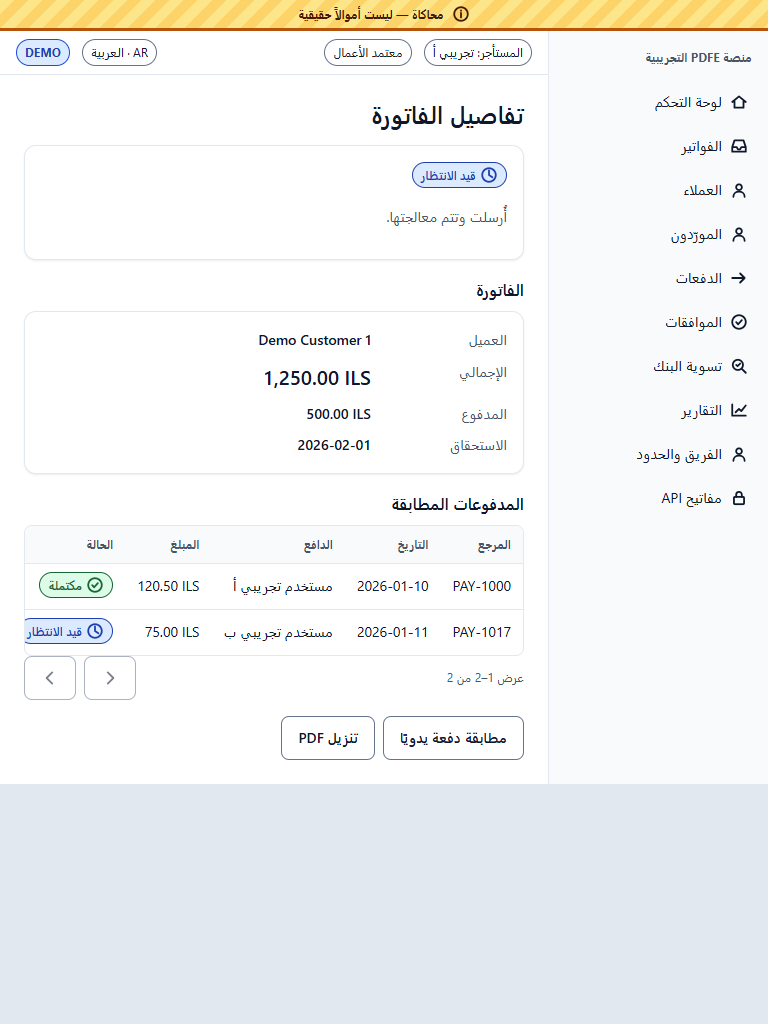 محاكاة — ليست أموالاً حقيقية
منصة PDFE التجريبية
لوحة التحكم
الفواتير
العملاء
المورّدون
الدفعات
الموافقات
تسوية البنك
التقارير
الفريق والحدود
مفاتيح API
المستأجر: تجريبي أ
معتمد الأعمال
AR · العربية
DEMO
تفاصيل الفاتورة
قيد الانتظار
أُرسلت وتتم معالجتها.
الفاتورة
العميل Demo Customer 1
الإجمالي 1,250.00 ILS
المدفوع 500.00 ILS
الاستحقاق 2026-02-01
المدفوعات المطابقة
المرجع التاريخ الدافع المبلغ الحالة
PAY-1000 2026-01-10 مستخدم تجريبي أ 120.50 ILS مكتملة
PAY-1017 2026-01-11 مستخدم تجريبي ب 75.00 ILS قيد الانتظار
عرض 1–2 من 2
مطابقة دفعة يدويًا
تنزيل PDF